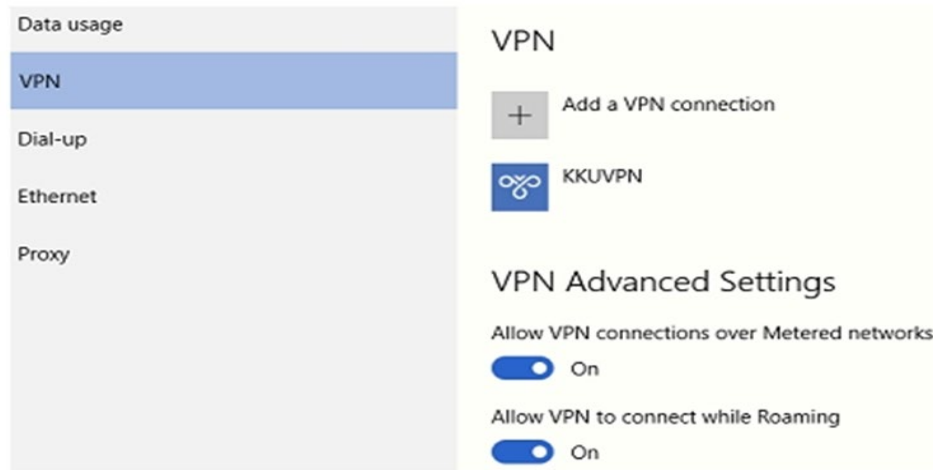 Data usage
VPN
Dial-up
Ethernet
Proxy
VPN
Add a VPN connection
KKUVPN
VPN Advanced Settings
Allow VPN connections over Metered networks
On
Allow VPN to connect while Roaming
On